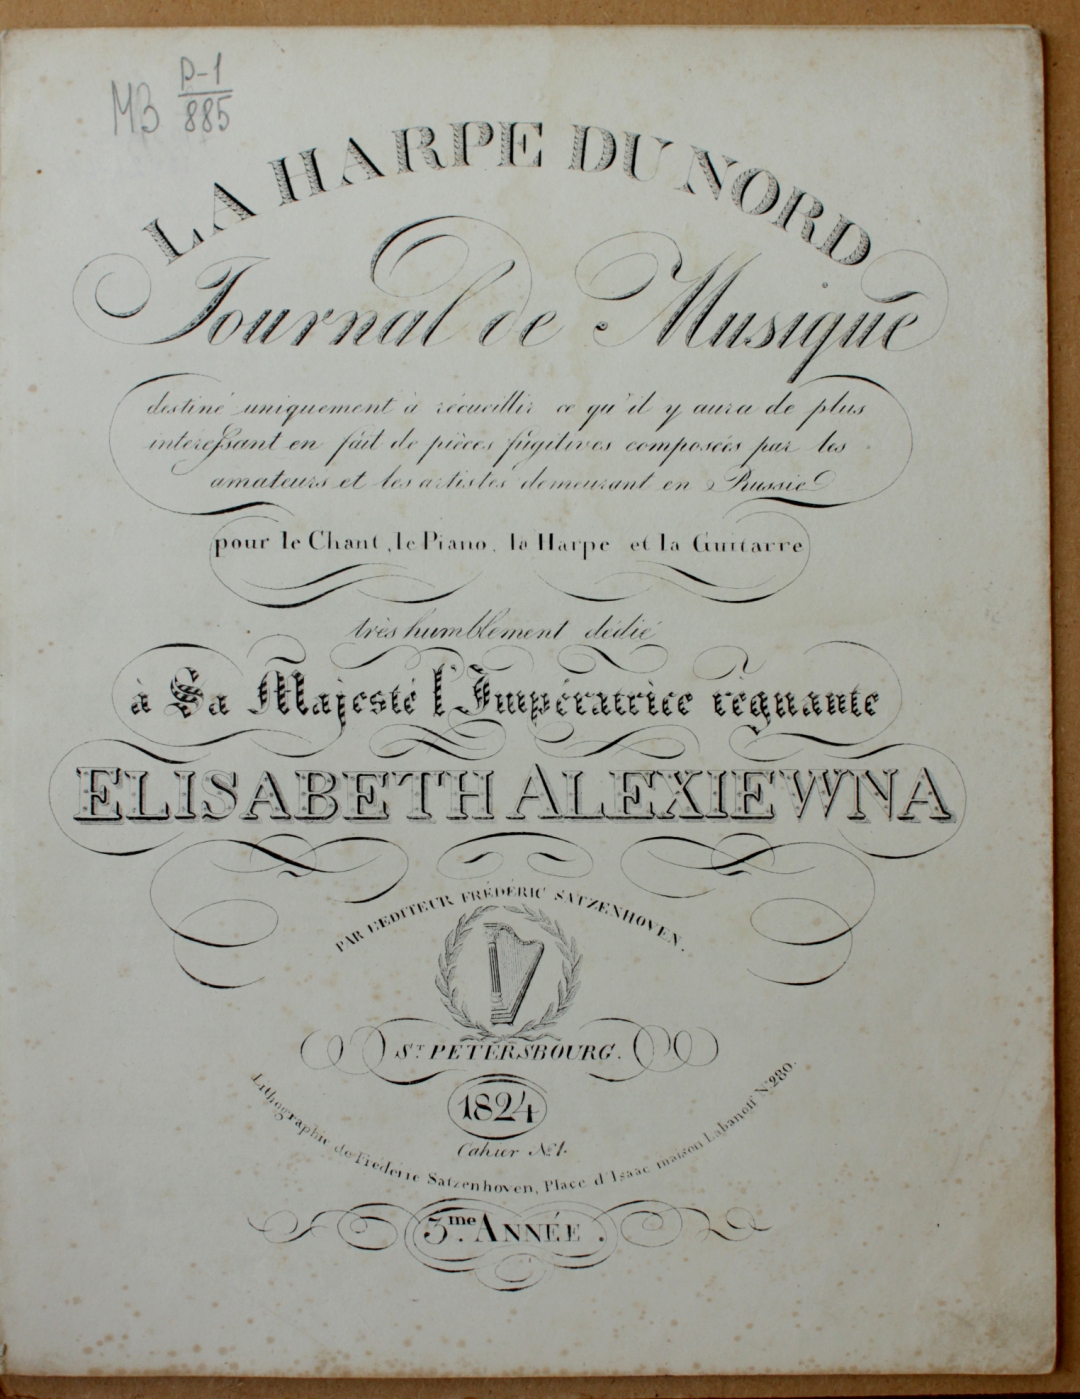 МЗ Р-1
885
LA HARPE DU NORD
Journal de Musique
destiné uniquement à récueillir ce qu'il y aura de plus
interessant en fait de pièces fugitives composées par les
amateurs et les artistes demeurant en Russie
pour le Chant, le Piano, la Harpe et la Guitarre
très humblement dédié
à Sa Majesté l'Impératrice règnante
ELISABETH ALEXIEWNA
PAR L'EDITEUR FRÉDÉRIC SATZENHOVEN.
ST PETERSBOURG.
1824
Cahier No 1.
Lithographie de Fréderic Satzenhoven, Place d'Isaac maison Labanoff No 280.
3me ANNÉE.